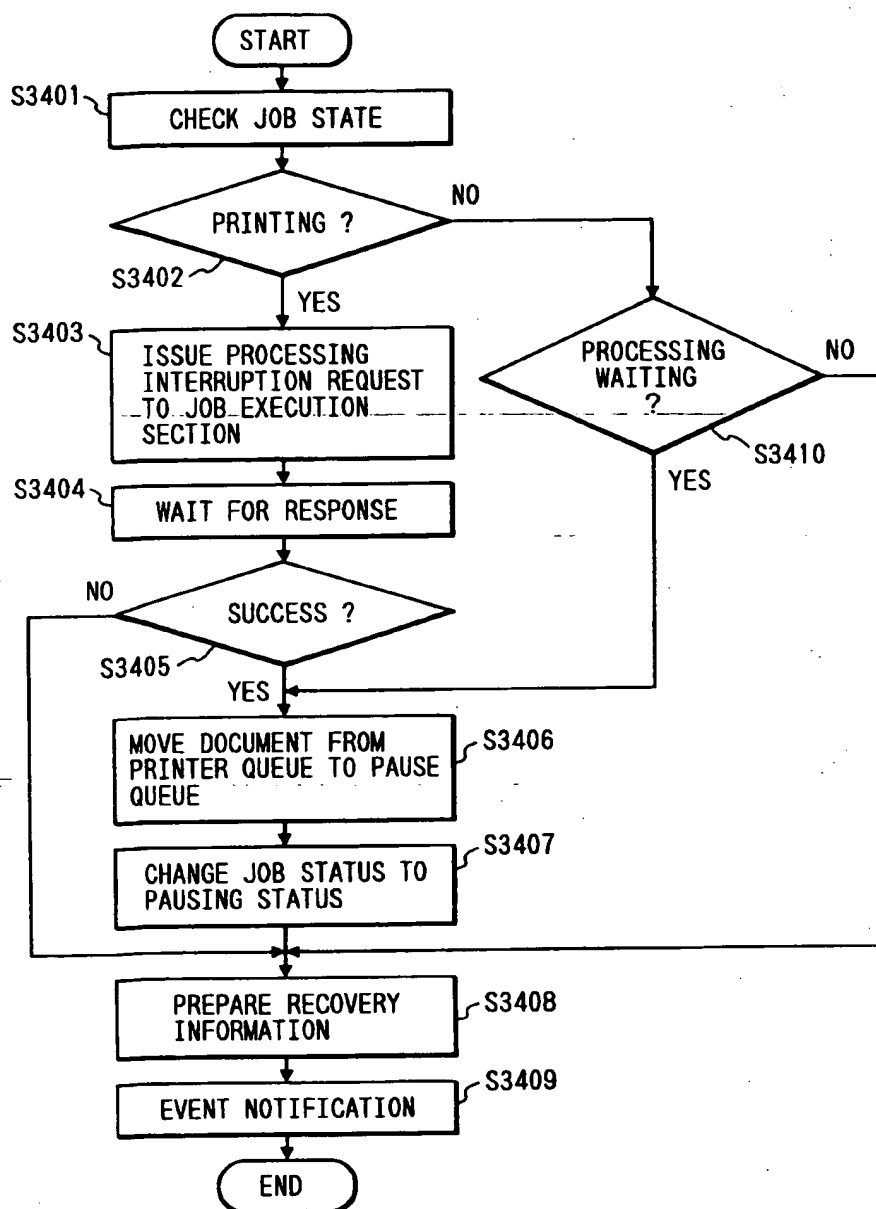 START
S3401
CHECK JOB STATE
NO
PRINTING ?
S3402
YES
S3403
ISSUE PROCESSING
INTERRUPTION REQUEST
TO JOB EXECUTION
SECTION
PROCESSING
WAITING
?
NO
S3410
YES
S3404
WAIT FOR RESPONSE
NO
SUCCESS ?
S3405
YES
MOVE DOCUMENT FROM
PRINTER QUEUE TO PAUSE
QUEUE
S3406
CHANGE JOB STATUS TO
PAUSING STATUS
S3407
PREPARE RECOVERY
INFORMATION
S3408
EVENT NOTIFICATION
S3409
END